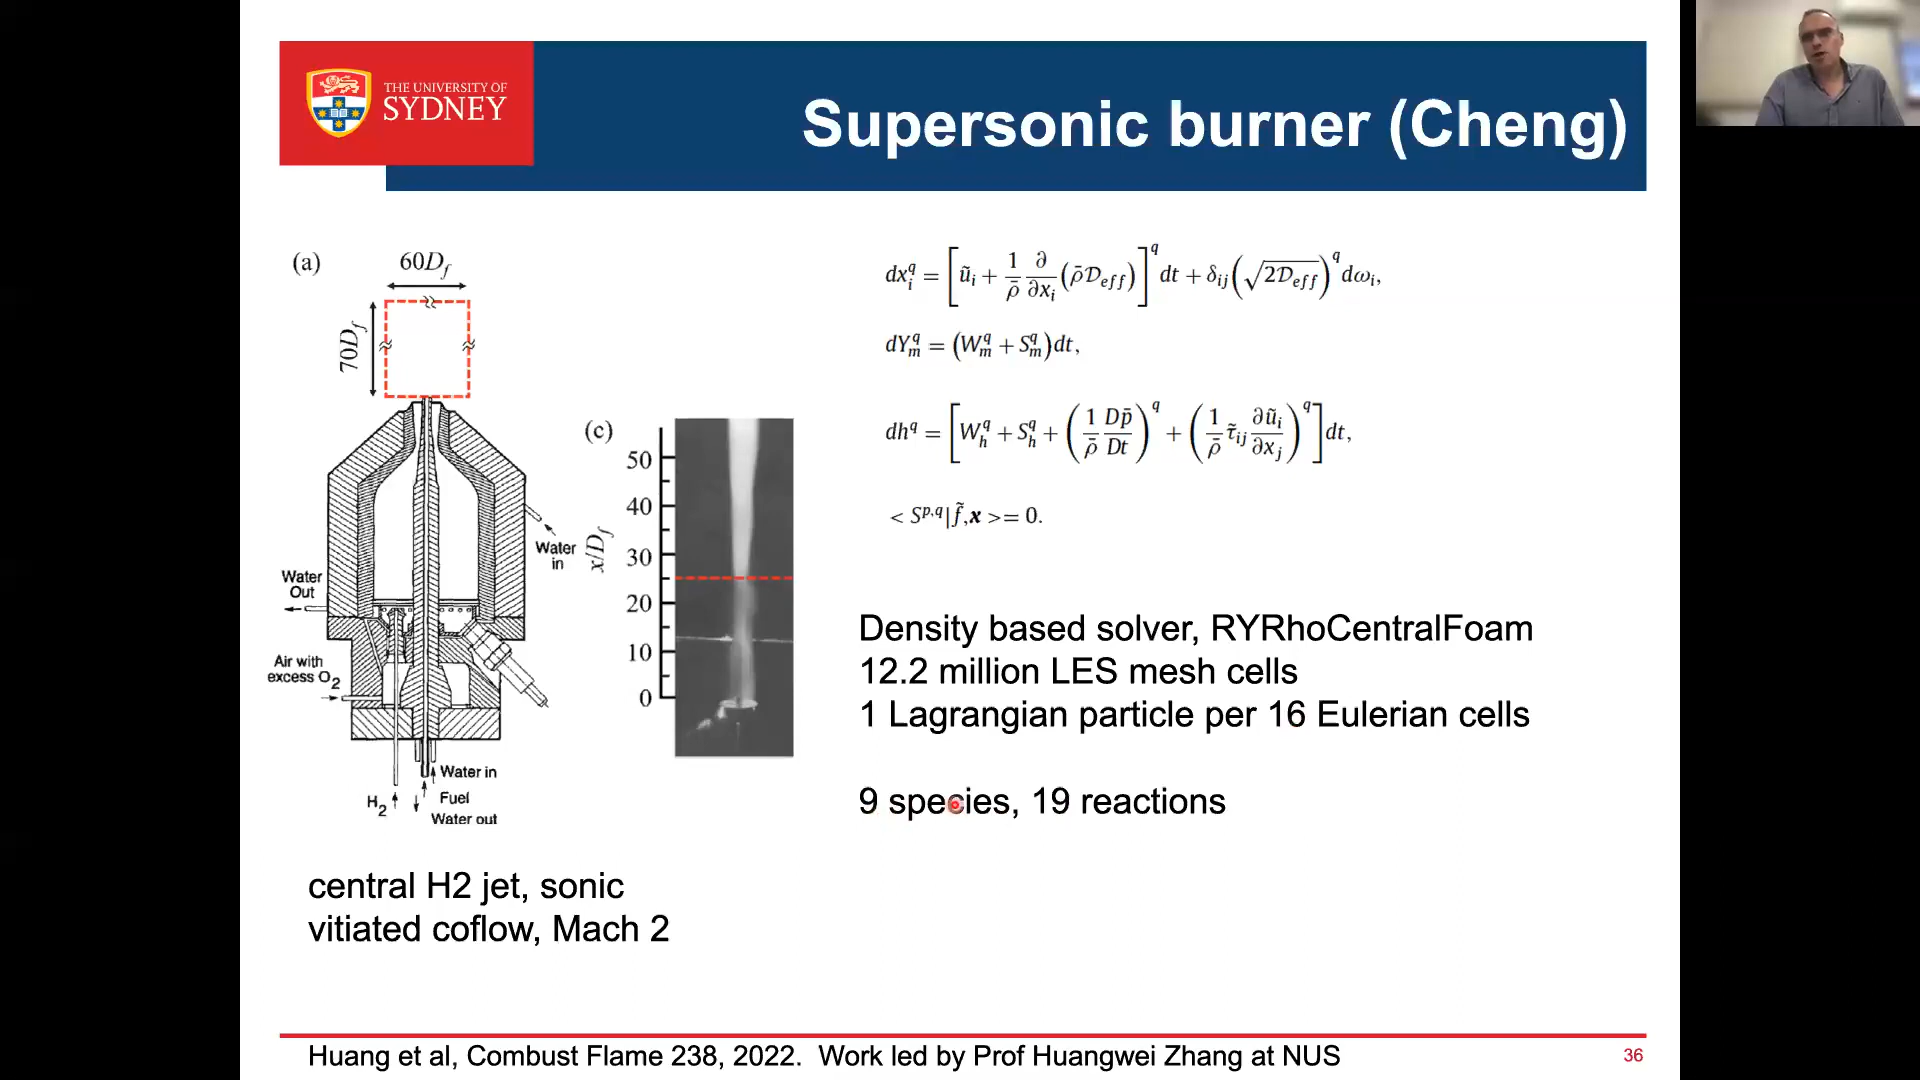 THE UNIVERSITY OF
SYDNEY
Supersonic burner (Cheng)
(a)
60D_f
70D_f
Water
in
Water
Out
Air with
excess O₂
H₂
Water in
Fuel
Water out
(c)
x/D_f
50
40
30
20
10
0
dx_i^q = [ũ_i + 1/ρ̄ ∂/∂x_i (ρ̄𝒟_eff)]^q dt + δ_ij (√2𝒟_eff)^q dω_i,
dY_m^q = (W_m^q + S_m^q)dt,
dh^q = [W_h^q + S_h^q + (1/ρ̄ Dp̄/Dt)^q + (1/ρ̄ τ̃_ij ∂ũ_i/∂x_j)^q]dt,
< S^{p,q}|f̃,x >= 0.
Density based solver, RYRhoCentralFoam
12.2 million LES mesh cells
1 Lagrangian particle per 16 Eulerian cells
9 species, 19 reactions
central H2 jet, sonic
vitiated coflow, Mach 2
Huang et al, Combust Flame 238, 2022. Work led by Prof Huangwei Zhang at NUS
36